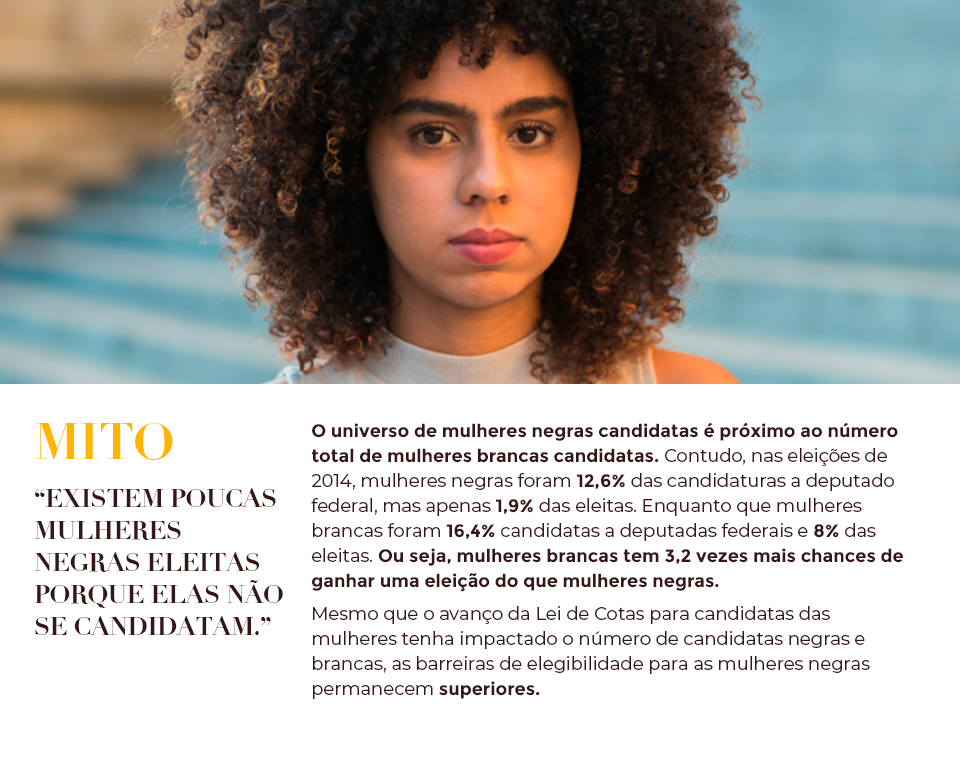 MITO
“EXISTEM POUCAS
MULHERES
NEGRAS ELEITAS
PORQUE ELAS NÃO
SE CANDIDATAM.”
O universo de mulheres negras candidatas é próximo ao número
total de mulheres brancas candidatas. Contudo, nas eleições de
2014, mulheres negras foram 12,6% das candidaturas a deputado
federal, mas apenas 1,9% das eleitas. Enquanto que mulheres
brancas foram 16,4% candidatas a deputadas federais e 8% das
eleitas. Ou seja, mulheres brancas tem 3,2 vezes mais chances de
ganhar uma eleição do que mulheres negras.
Mesmo que o avanço da Lei de Cotas para candidatas das
mulheres tenha impactado o número de candidatas negras e
brancas, as barreiras de elegibilidade para as mulheres negras
permanecem superiores.